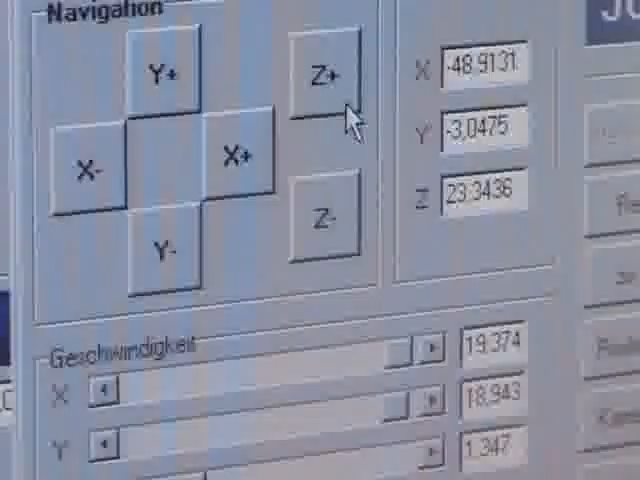 Navigation
Y+
Z+
X-
X+
Y-
Z-
X -48,9131
Y -3,0475
Z 23,3436
Geschwindigkeit
X 19,374
Y 18,943
1,347